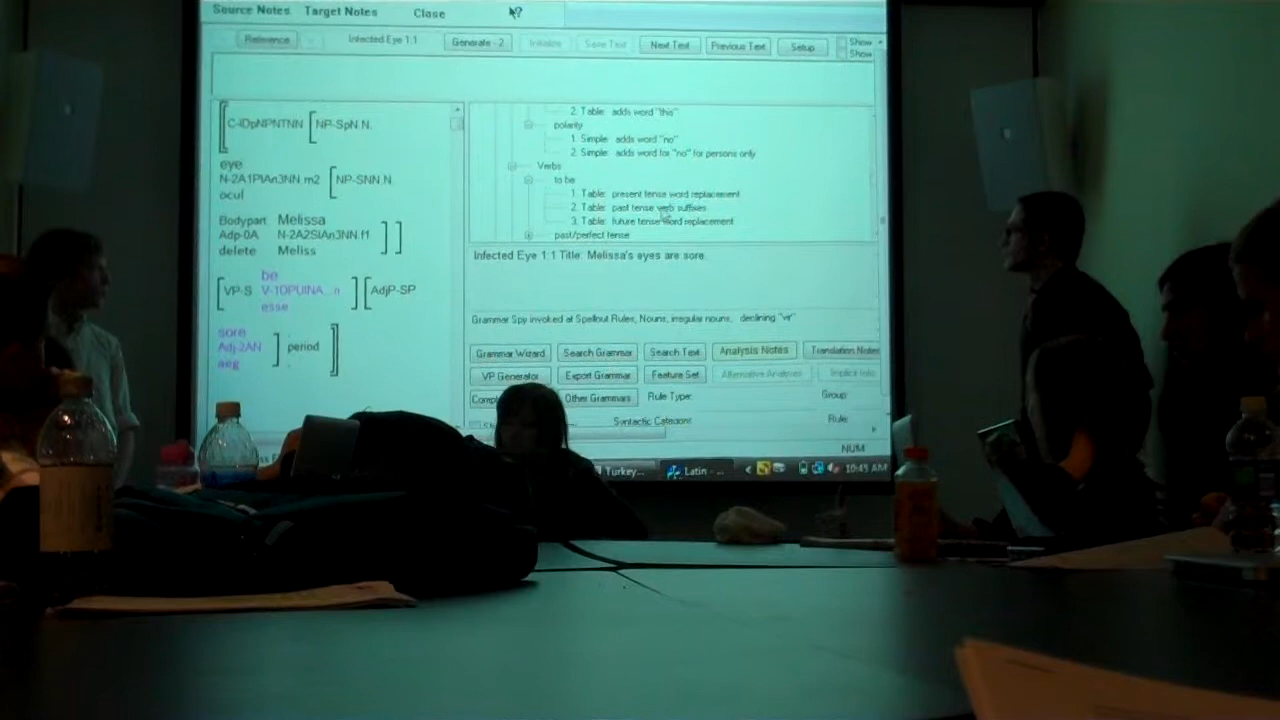 Source Notes Target Notes Close
Reference Infected Eye 1:1 Generate - 2 Initialize Save Text Next Text Previous Text Setup Show
Show
C-IDpNPNTNN [NP-SpN.N.
eye
N-2A1PIAn3NN.m2 [NP-SNN.N.
ocul
Bodypart Melissa
Adp-0A N-2A2SIAn3NN.f1 ]]
delete Meliss
be
[VP-S V-1DPUINA...n ][AdjP-SP
esse
sore
Adj-2AN ] period
aeg
2. Table: adds word "this"
polarity
1. Simple: adds word "no"
2. Simple: adds word for "no" for persons only
Verbs
to be
1. Table: present tense word replacement
2. Table: past tense verb suffixes
3. Table: future tense word replacement
past/perfect tense
Infected Eye 1:1 Title: Melissa's eyes are sore.
Grammar Spy invoked at Spellout Rules, Nouns, irregular nouns, declining "vir"
Grammar Wizard Search Grammar Search Text Analysis Notes Translation Notes
VP Generator Export Grammar Feature Set Alternative Analyses Implicit Info
Other Grammars Rule Type: Group:
Syntactic Category: Rule:
NUM
Turkey... Latin - ... 10:45 AM